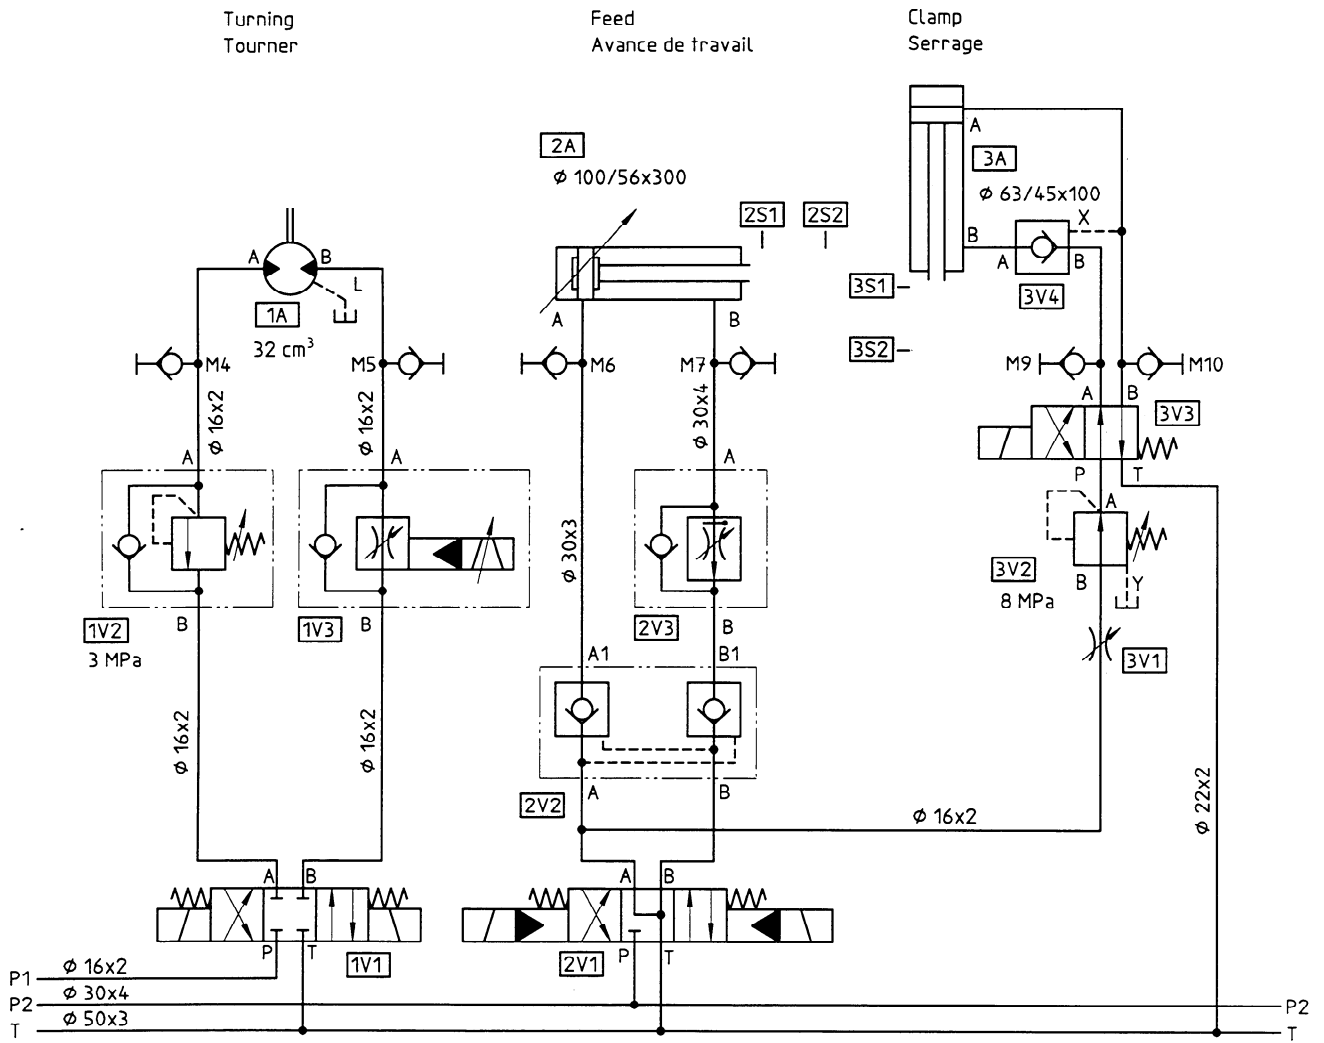 Turning
Tourner
Feed
Avance de travail
Clamp
Serrage
A
2A
3A
Ø 100/56x300
Ø 63/45x100
2S1
2S2
X
A
B
B
A
B
L
3S1
3V4
1A
A
B
32 cm³
3S2
M4
M5
M6
M7
M9
M10
A
B
3V3
Ø 16x2
Ø 16x2
Ø 30x4
A
A
A
P
T
A
Ø 30x3
3V2
B
Y
8 MPa
1V2
B
1V3
B
2V3
B
3 MPa
A1
B1
3V1
Ø 16x2
Ø 16x2
2V2
A
B
Ø 16x2
Ø 22x2
A
B
A
B
P
T
1V1
2V1
P
T
P1
Ø 16x2
P2
Ø 30x4
P2
T
Ø 50x3
T